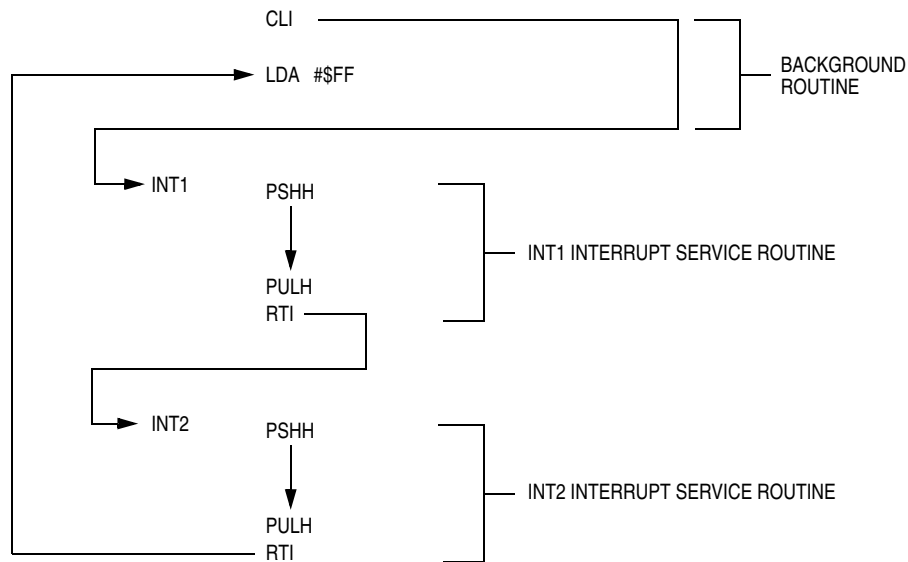 CLI
LDA #$FF
BACKGROUND
ROUTINE
INT1
PSHH
INT1 INTERRUPT SERVICE ROUTINE
PULH
RTI
INT2
PSHH
INT2 INTERRUPT SERVICE ROUTINE
PULH
RTI